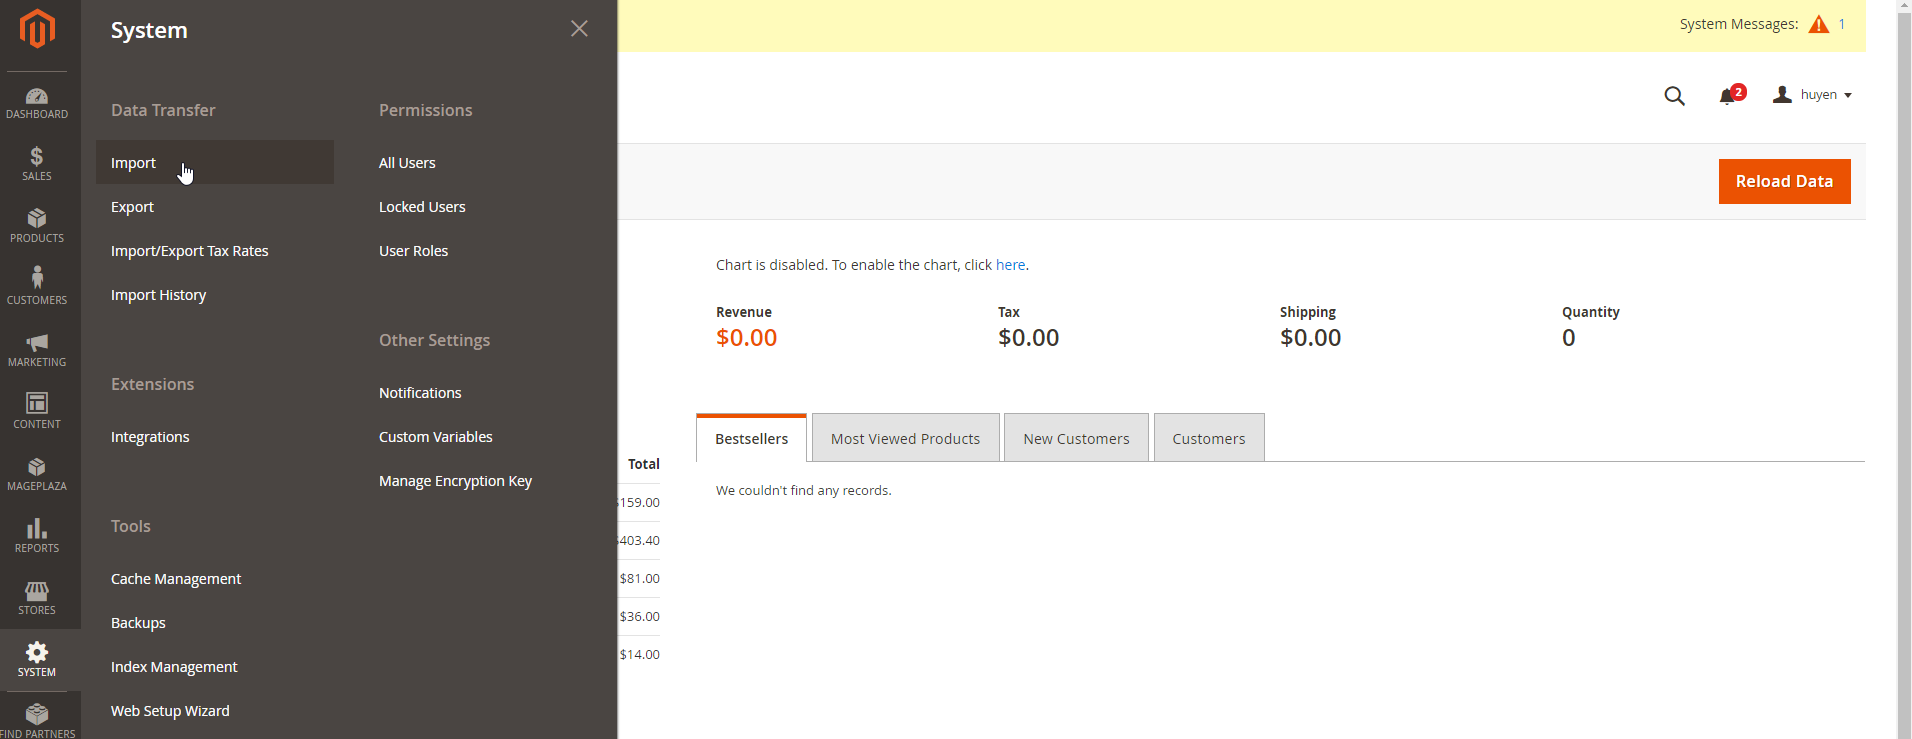 System
Data Transfer
Import
Export
Import/Export Tax Rates
Import History
Extensions
Integrations
Tools
Cache Management
Backups
Index Management
Web Setup Wizard
Permissions
All Users
Locked Users
User Roles
Other Settings
Notifications
Custom Variables
Manage Encryption Key
DASHBOARD
SALES
PRODUCTS
CUSTOMERS
MARKETING
CONTENT
MAGEPLAZA
REPORTS
STORES
SYSTEM
FIND PARTNERS
System Messages: 1
2
huyen
Reload Data
Chart is disabled. To enable the chart, click here.
Revenue Tax Shipping Quantity
$0.00 $0.00 $0.00 0
Bestsellers Most Viewed Products New Customers Customers
We couldn't find any records.
Total
$159.00
$403.40
$81.00
$36.00
$14.00